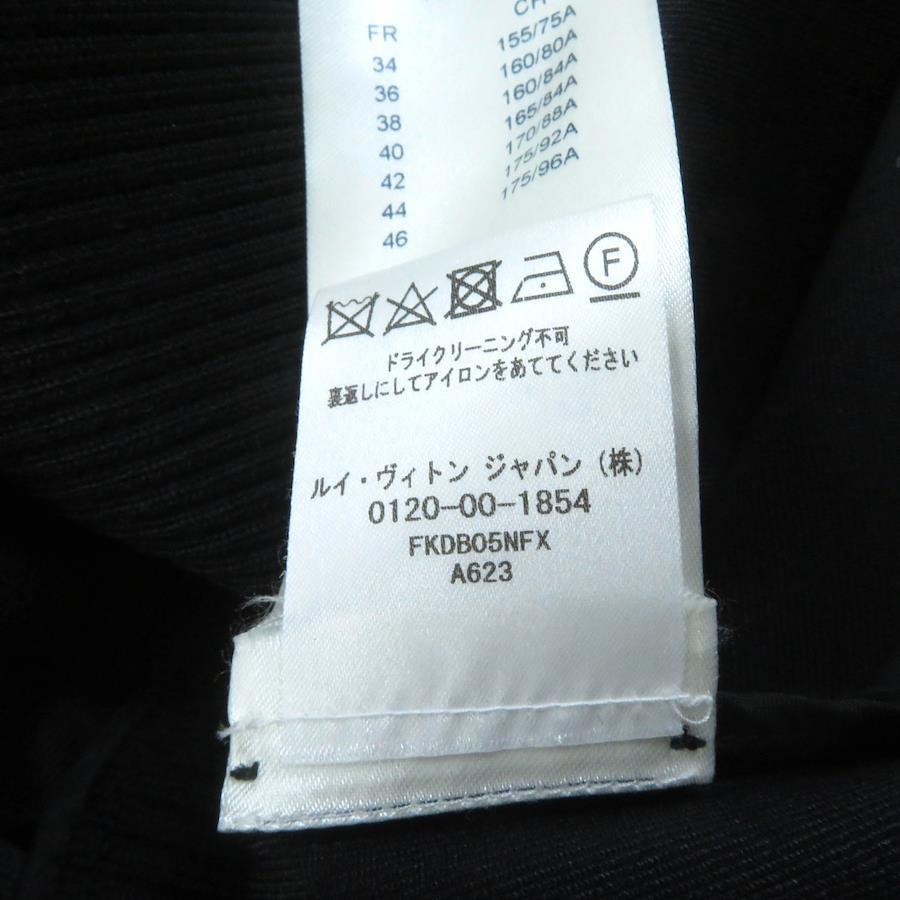 CH
FR 155/75A
34 160/80A
36 160/84A
38 165/84A
40 170/88A
42 175/92A
44 175/96A
46
F
ドライクリーニング不可
裏返しにしてアイロンをあててください
ルイ・ヴィトン ジャパン (株)
0120-00-1854
FKDB05NFX
A623